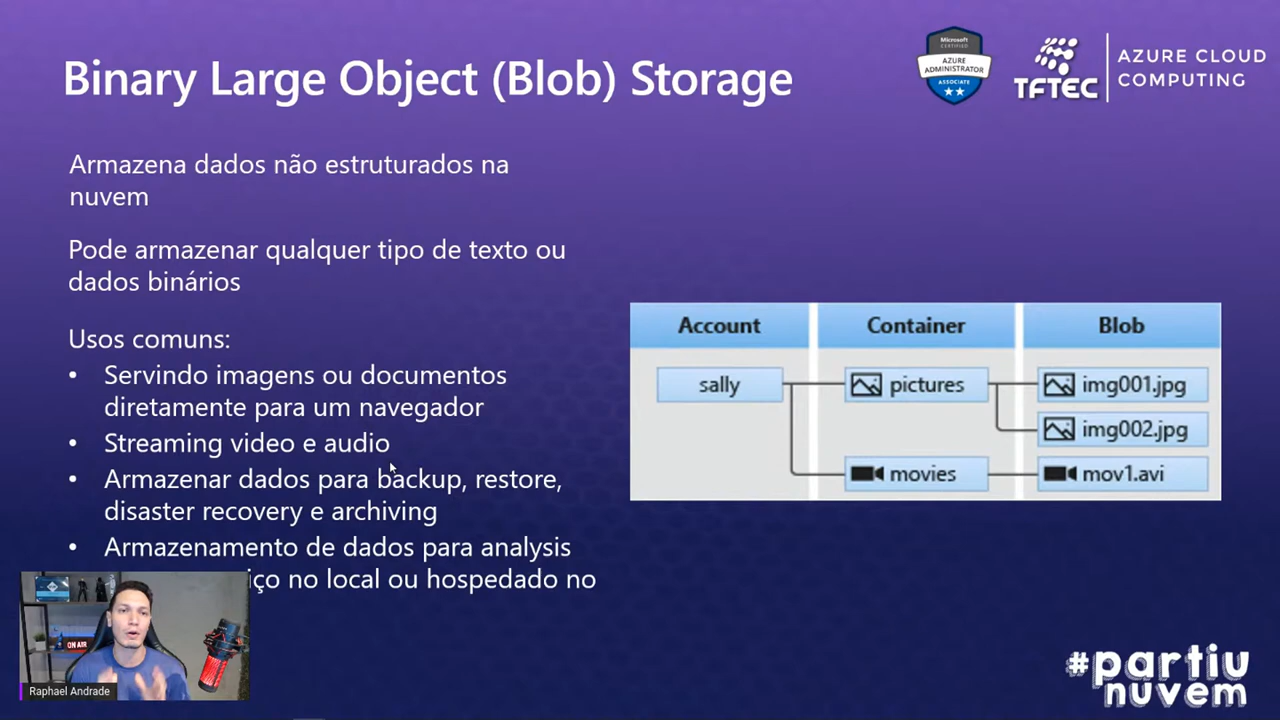 Binary Large Object (Blob) Storage
Microsoft
CERTIFIED
AZURE
ADMINISTRATOR
ASSOCIATE
TFTEC
AZURE CLOUD
COMPUTING
Armazena dados não estruturados na
nuvem
Pode armazenar qualquer tipo de texto ou
dados binários
Usos comuns:
• Servindo imagens ou documentos
diretamente para um navegador
• Streaming video e audio
• Armazenar dados para backup, restore,
disaster recovery e archiving
• Armazenamento de dados para analysis
iço no local ou hospedado no
Account Container Blob
sally pictures img001.jpg
img002.jpg
movies mov1.avi
ON AIR
Raphael Andrade
#partiu
nuvem